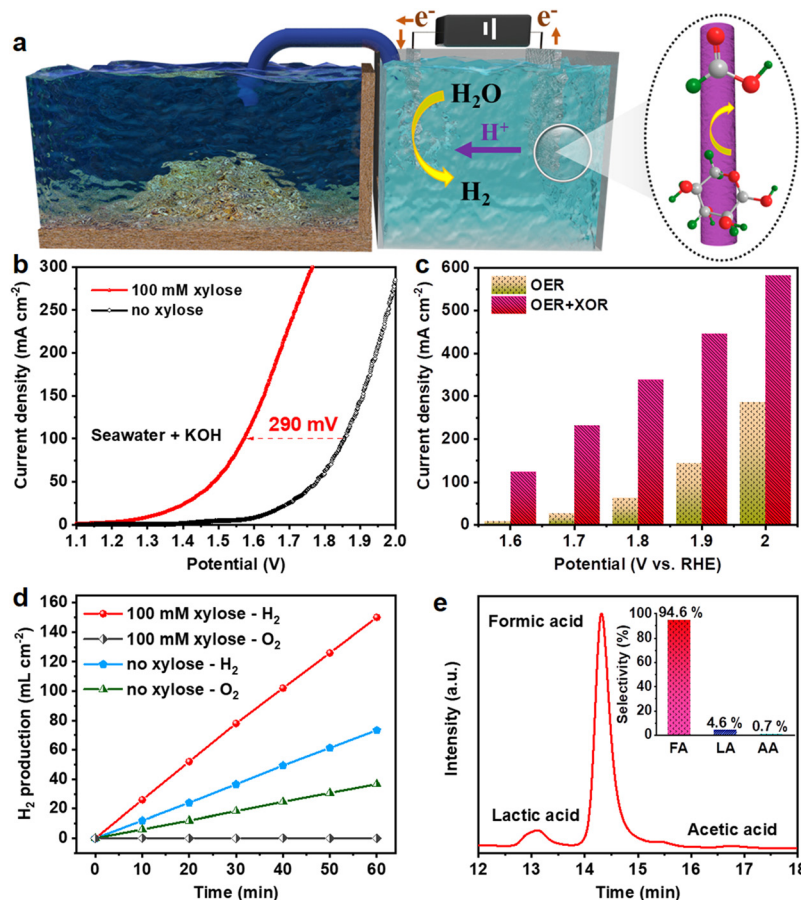 a
e-
e-
H2O
H+
H2
b
300
250
200
150
100
50
0
Current density (mA cm-2)
100 mM xylose
no xylose
290 mV
Seawater + KOH
1.1 1.2 1.3 1.4 1.5 1.6 1.7 1.8 1.9 2.0
Potential (V)
c
600
500
400
300
200
100
0
Current density (mA cm-2)
OER
OER+XOR
1.6 1.7 1.8 1.9 2
Potential (V vs. RHE)
d
160
140
120
100
80
60
40
20
0
H2 production (mL cm-2)
100 mM xylose - H2
100 mM xylose - O2
no xylose - H2
no xylose - O2
0 10 20 30 40 50 60
Time (min)
e
Intensity (a.u.)
Formic acid
Lactic acid
Acetic acid
100
80
60
40
20
0
Selectivity (%)
94.6 %
4.6 %
0.7 %
FA LA AA
12 13 14 15 16 17 18
Time (min)